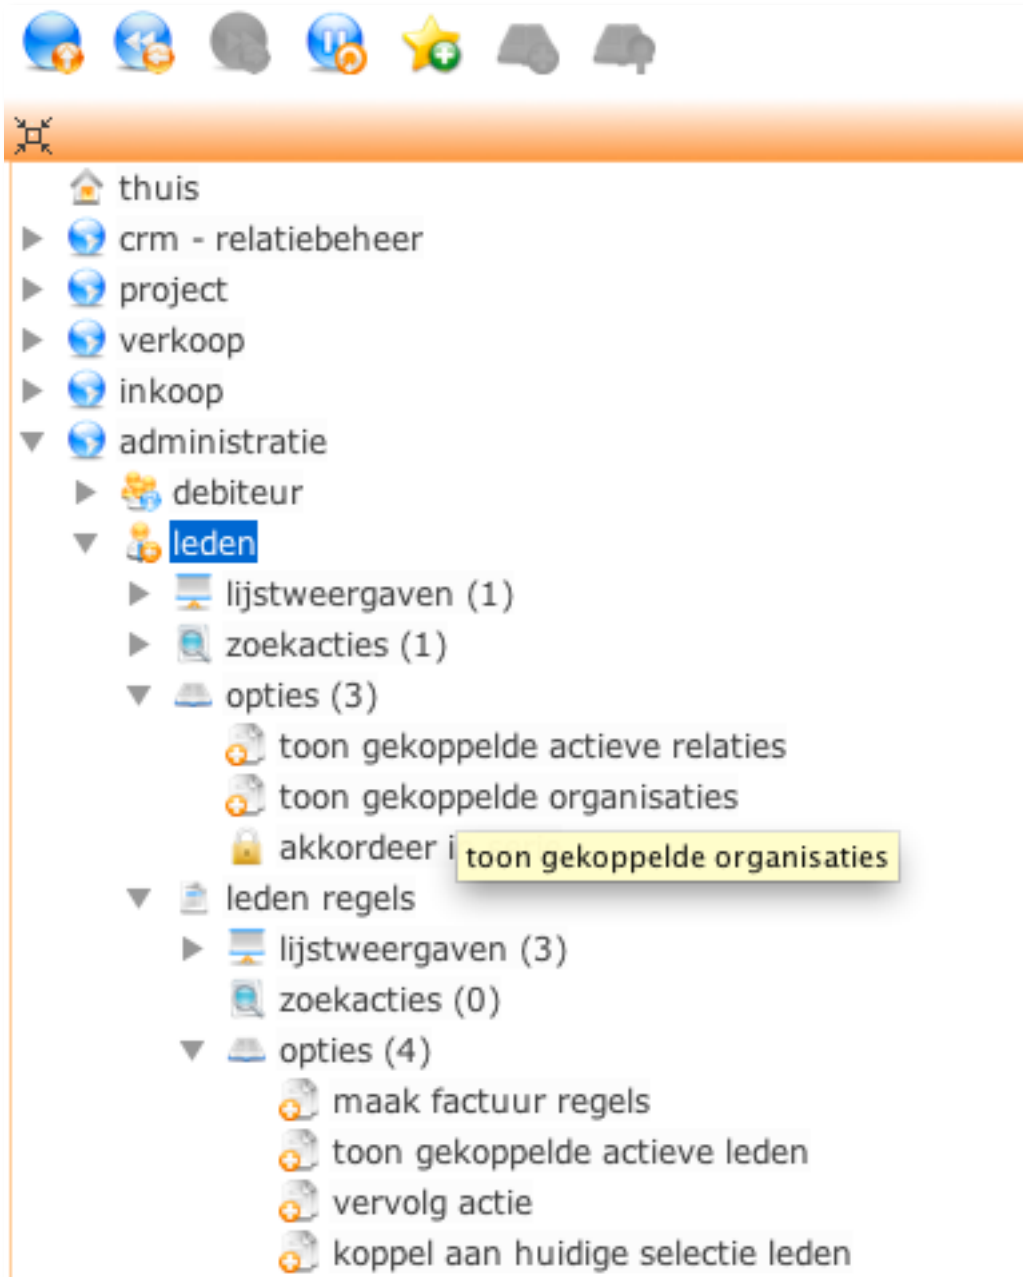 thuis
crm - relatiebeheer
project
verkoop
inkoop
administratie
debiteur
leden
lijstweergaven (1)
zoekacties (1)
opties (3)
toon gekoppelde actieve relaties
toon gekoppelde organisaties
akkordeer
toon gekoppelde organisaties
leden regels
lijstweergaven (3)
zoekacties (0)
opties (4)
maak factuur regels
toon gekoppelde actieve leden
vervolg actie
koppel aan huidige selectie leden